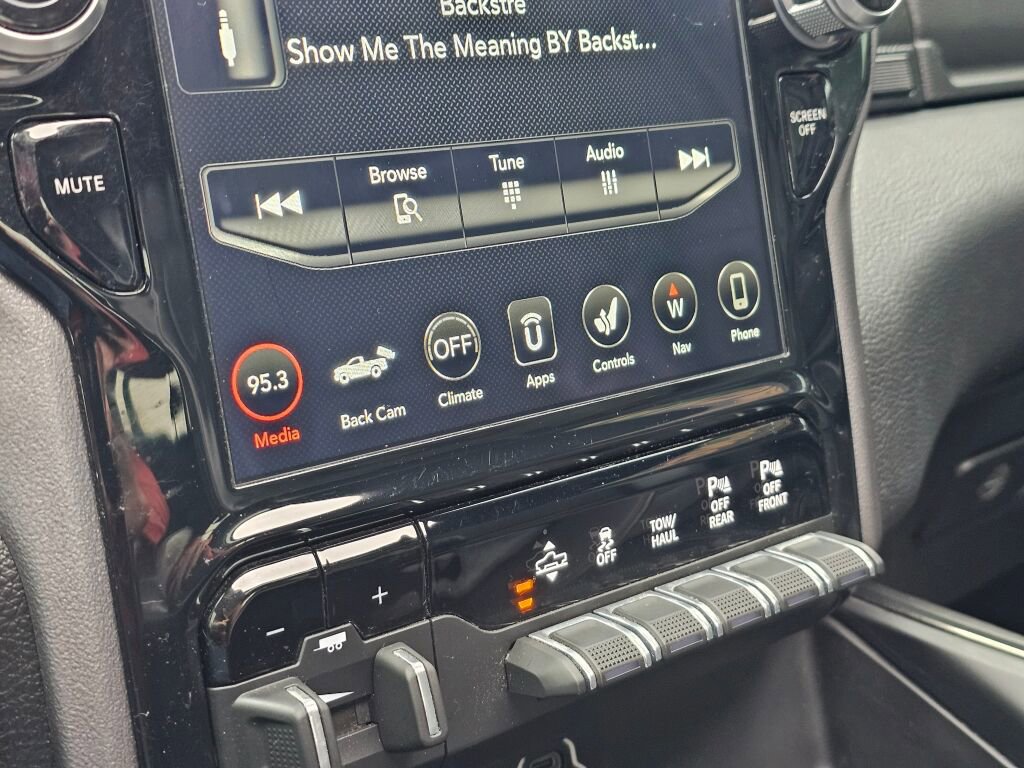 Backstre
Show Me The Meaning BY Backst...
MUTE
SCREEN
OFF
Browse
Tune
Audio
95.3
Media
Back Cam
OFF
Climate
Apps
Controls
W
Nav
Phone
- +
OFF
TOW/
HAUL
P
OFF
REAR
P
OFF
FRONT